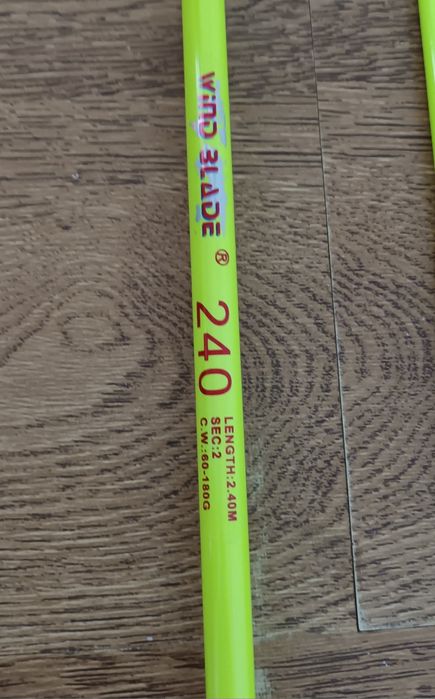 WIND BLADE ®
240
LENGTH:2.40M
SEC:2
C.W.:60-180G